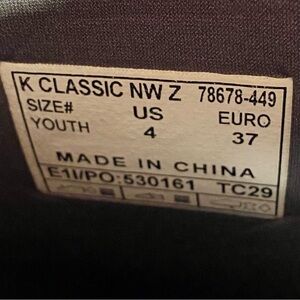 K CLASSIC NW Z 78678-449
SIZE# US EURO
YOUTH 4 37
MADE IN CHINA
E1I/PO:530161 TC29